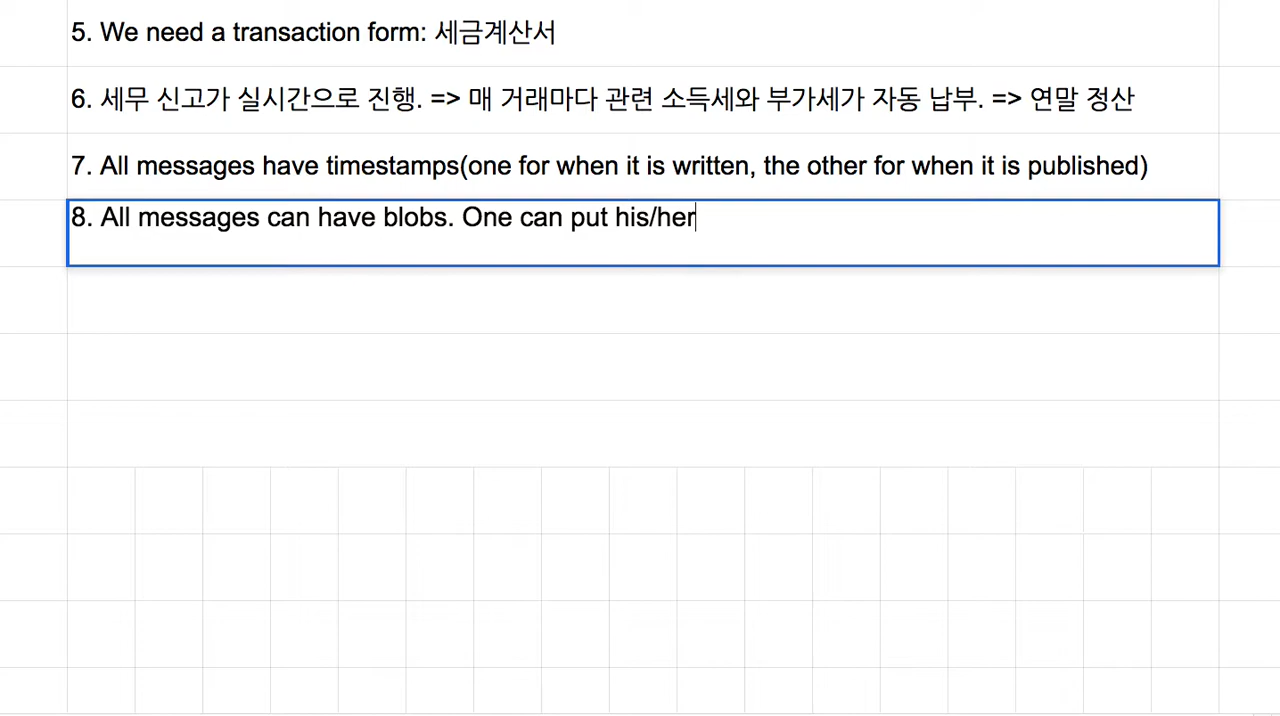 5. We need a transaction form: 세금계산서
6. 세무 신고가 실시간으로 진행. => 매 거래마다 관련 소득세와 부가세가 자동 납부. => 연말 정산
7. All messages have timestamps(one for when it is written, the other for when it is published)
8. All messages can have blobs. One can put his/her